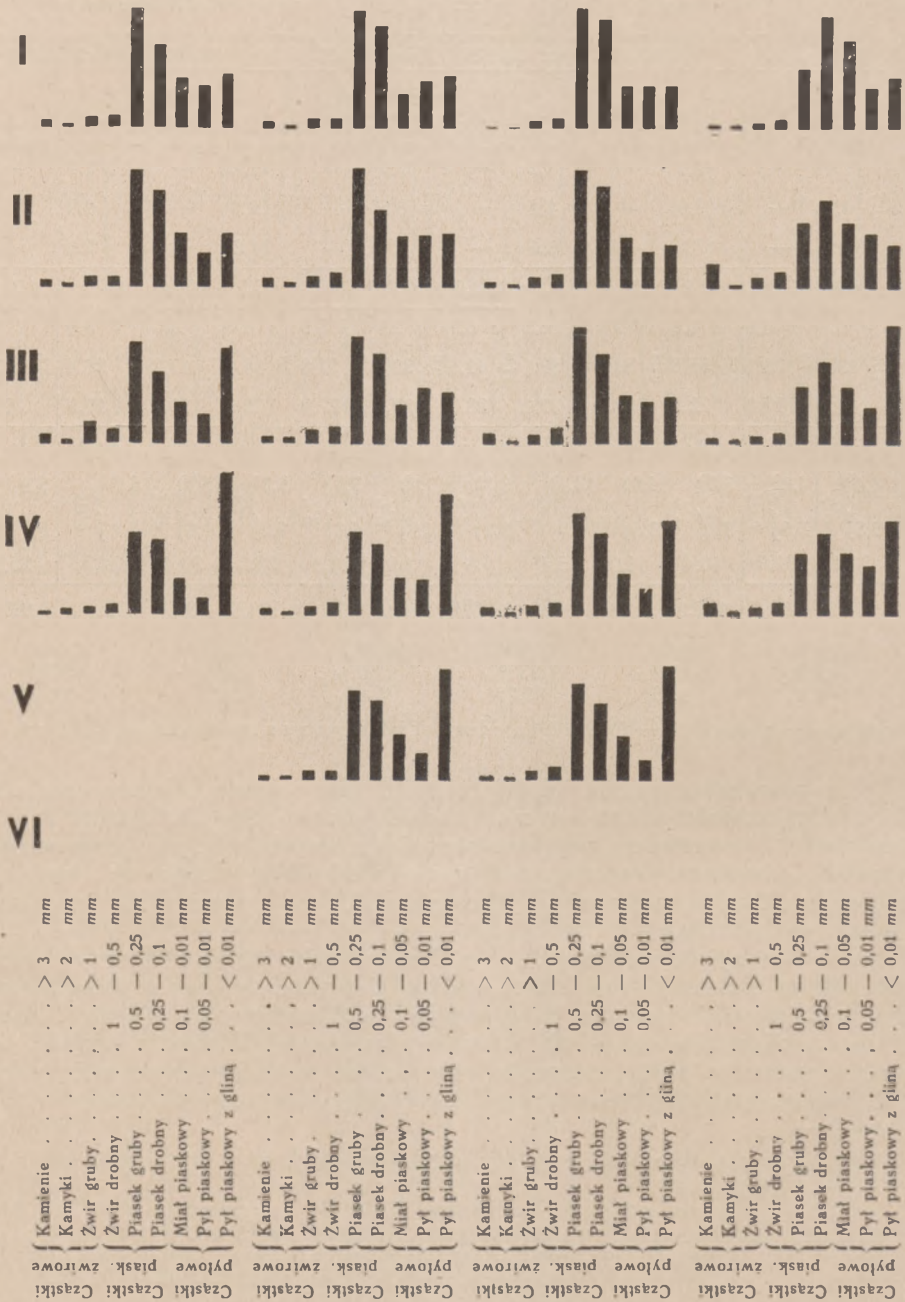 I
II
III
IV
V
VI
Cząstki żwirowe
Kamienie . . . . . > 3 mm
Kamyki . . . . . > 2 mm
Żwir gruby . . . . . > 1 mm
Cząstki piask.
Żwir drobny . . . 1 — 0,5 mm
Piasek gruby . . . 0,5 — 0,25 mm
Piasek drobny . . . 0,25 — 0,1 mm
Cząstki pyłowe
Miał piaskowy . . 0,1 — 0,01 mm
Pył piaskowy . . . 0,05 — 0,01 mm
Pył piaskowy z gliną . . . < 0,01 mm
Cząstki żwirowe
Kamienie . . . . . > 3 mm
Kamyki . . . . . > 2 mm
Żwir gruby . . . . . > 1 mm
Cząstki piask.
Żwir drobny . . . 1 — 0,5 mm
Piasek gruby . . . 0,5 — 0,25 mm
Piasek drobny . . . 0,25 — 0,1 mm
Cząstki pyłowe
Miał piaskowy . . 0,1 — 0,05 mm
Pył piaskowy . . . 0,05 — 0,01 mm
Pył piaskowy z gliną . . . < 0,01 mm
Cząstki żwirowe
Kamienie . . . . . > 3 mm
Kamyki . . . . . > 2 mm
Żwir gruby . . . . . > 1 mm
Cząstki piask.
Żwir drobny . . . 1 — 0,5 mm
Piasek gruby . . . 0,5 — 0,25 mm
Piasek drobny . . . 0,25 — 0,1 mm
Cząstki pyłowe
Miał piaskowy . . 0,1 — 0,05 mm
Pył piaskowy . . . 0,05 — 0,01 mm
Pył piaskowy z gliną . . . < 0,01 mm
Cząstki żwirowe
Kamienie . . . . . > 3 mm
Kamyki . . . . . > 2 mm
Żwir gruby . . . . . > 1 mm
Cząstki piask.
Żwir drobny . . . 1 — 0,5 mm
Piasek gruby . . . 0,5 — 0,25 mm
Piasek drobny . . . 0,25 — 0,1 mm
Cząstki pyłowe
Miał piaskowy . . 0,1 — 0,05 mm
Pył piaskowy . . . 0,05 — 0,01 mm
Pył piaskowy z gliną . . . < 0,01 mm